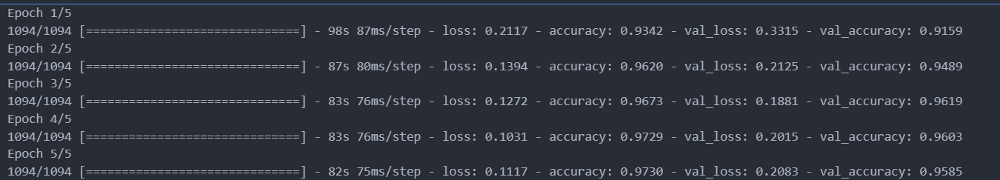 Epoch 1/5
1094/1094 [==============================] - 98s 87ms/step - loss: 0.2117 - accuracy: 0.9342 - val_loss: 0.3315 - val_accuracy: 0.9159
Epoch 2/5
1094/1094 [==============================] - 87s 80ms/step - loss: 0.1394 - accuracy: 0.9620 - val_loss: 0.2125 - val_accuracy: 0.9489
Epoch 3/5
1094/1094 [==============================] - 83s 76ms/step - loss: 0.1272 - accuracy: 0.9673 - val_loss: 0.1881 - val_accuracy: 0.9619
Epoch 4/5
1094/1094 [==============================] - 83s 76ms/step - loss: 0.1031 - accuracy: 0.9729 - val_loss: 0.2015 - val_accuracy: 0.9603
Epoch 5/5
1094/1094 [==============================] - 82s 75ms/step - loss: 0.1117 - accuracy: 0.9730 - val_loss: 0.2083 - val_accuracy: 0.9585